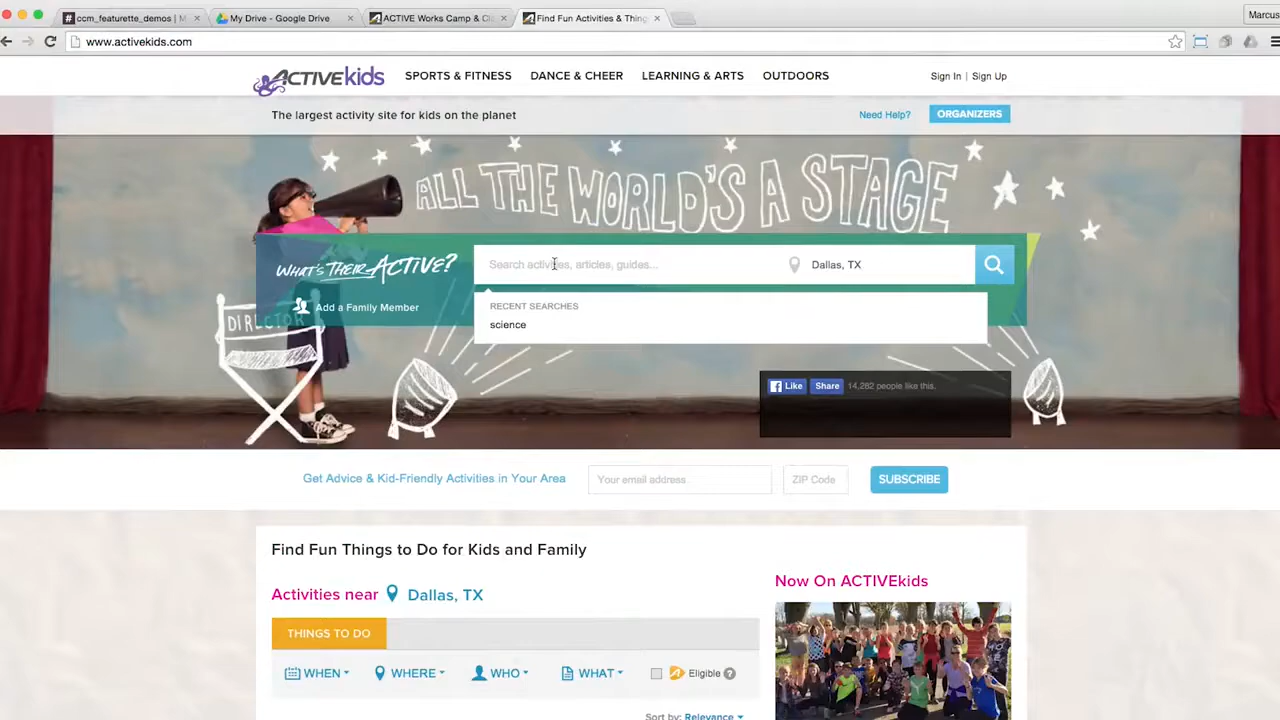 ccm_featurette_demos | M
My Drive - Google Drive
ACTIVE Works Camp & Cl
Find Fun Activities & Thing
Marcus
www.activekids.com
ACTIVEkids
SPORTS & FITNESS
DANCE & CHEER
LEARNING & ARTS
OUTDOORS
Sign In | Sign Up
The largest activity site for kids on the planet
Need Help?
ORGANIZERS
ALL THE WORLD'S A STAGE
WHAT'S THEIR ACTIVE?
Search activities, articles, guides...
Dallas, TX
Add a Family Member
RECENT SEARCHES
science
DIRECTOR
Like
Share
14,282 people like this.
Get Advice & Kid-Friendly Activities in Your Area
Your email address
ZIP Code
SUBSCRIBE
Find Fun Things to Do for Kids and Family
Activities near Dallas, TX
Now On ACTIVEkids
THINGS TO DO
WHEN
WHERE
WHO
WHAT
Eligible ?
Sort by: Relevance